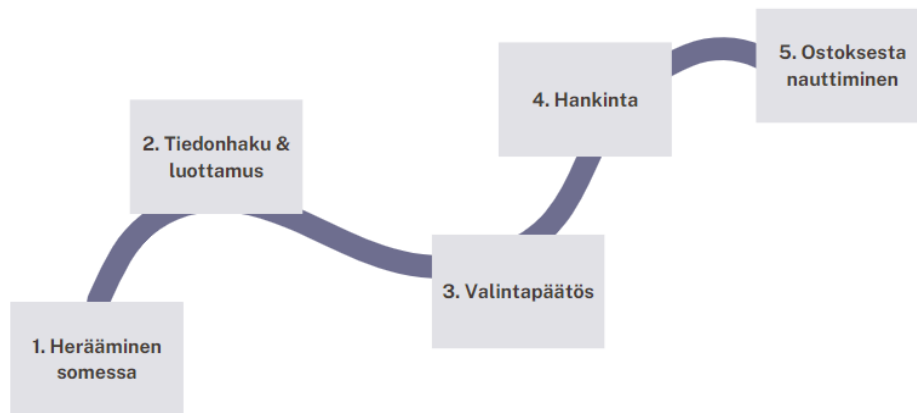 1. Herääminen
somessa
2. Tiedonhaku &
luottamus
3. Valintapäätös
4. Hankinta
5. Ostoksesta
nauttiminen